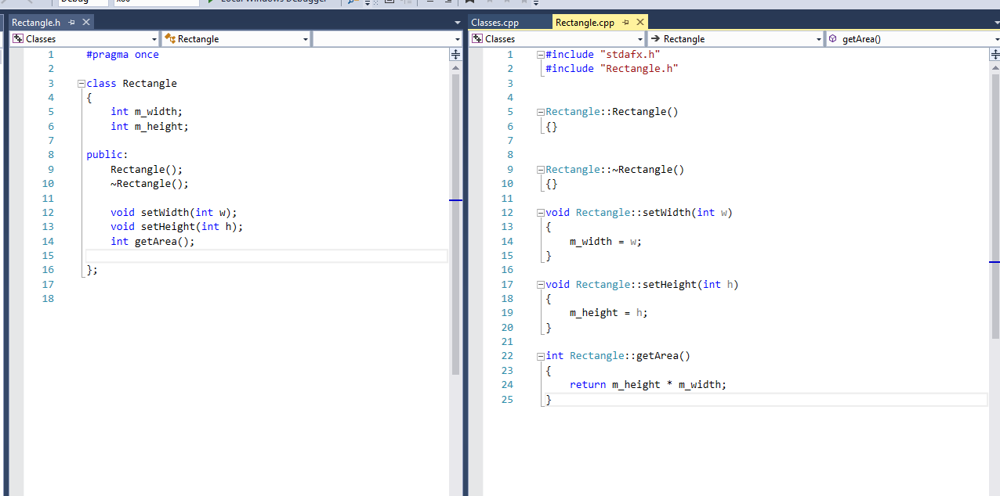 Debug x86 Local Windows Debugger
Rectangle.h
Classes Rectangle
1 #pragma once
2
3 class Rectangle
4 {
5 int m_width;
6 int m_height;
7
8 public:
9 Rectangle();
10 ~Rectangle();
11
12 void setWidth(int w);
13 void setHeight(int h);
14 int getArea();
15
16 };
17
18
Classes.cpp Rectangle.cpp
Classes Rectangle getArea()
1 #include "stdafx.h"
2 #include "Rectangle.h"
3
4
5 Rectangle::Rectangle()
6 {}
7
8
9 Rectangle::~Rectangle()
10 {}
11
12 void Rectangle::setWidth(int w)
13 {
14 m_width = w;
15 }
16
17 void Rectangle::setHeight(int h)
18 {
19 m_height = h;
20 }
21
22 int Rectangle::getArea()
23 {
24 return m_height * m_width;
25 }